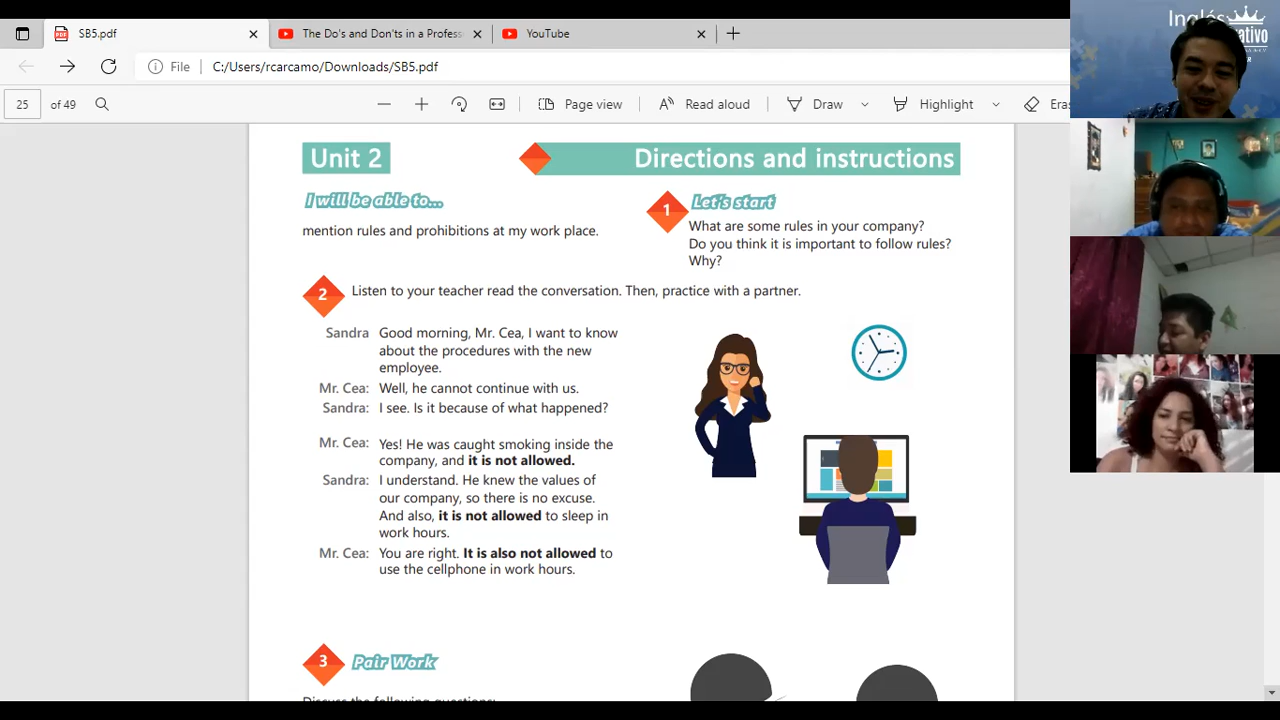 SB5.pdf
The Do's and Don'ts in a Profess
YouTube
File
C:/Users/rcarcamo/Downloads/SB5.pdf
25
of 49
Page view
Read aloud
Draw
Highlight
Unit 2
Directions and instructions
I will be able to...
mention rules and prohibitions at my work place.
1
Let's start
What are some rules in your company?
Do you think it is important to follow rules?
Why?
2
Listen to your teacher read the conversation. Then, practice with a partner.
Sandra Good morning, Mr. Cea, I want to know
about the procedures with the new
employee.
Mr. Cea: Well, he cannot continue with us.
Sandra: I see. Is it because of what happened?
Mr. Cea: Yes! He was caught smoking inside the
company, and it is not allowed.
Sandra: I understand. He knew the values of
our company, so there is no excuse.
And also, it is not allowed to sleep in
work hours.
Mr. Cea: You are right. It is also not allowed to
use the cellphone in work hours.
3
Pair Work
Discuss the following questions: